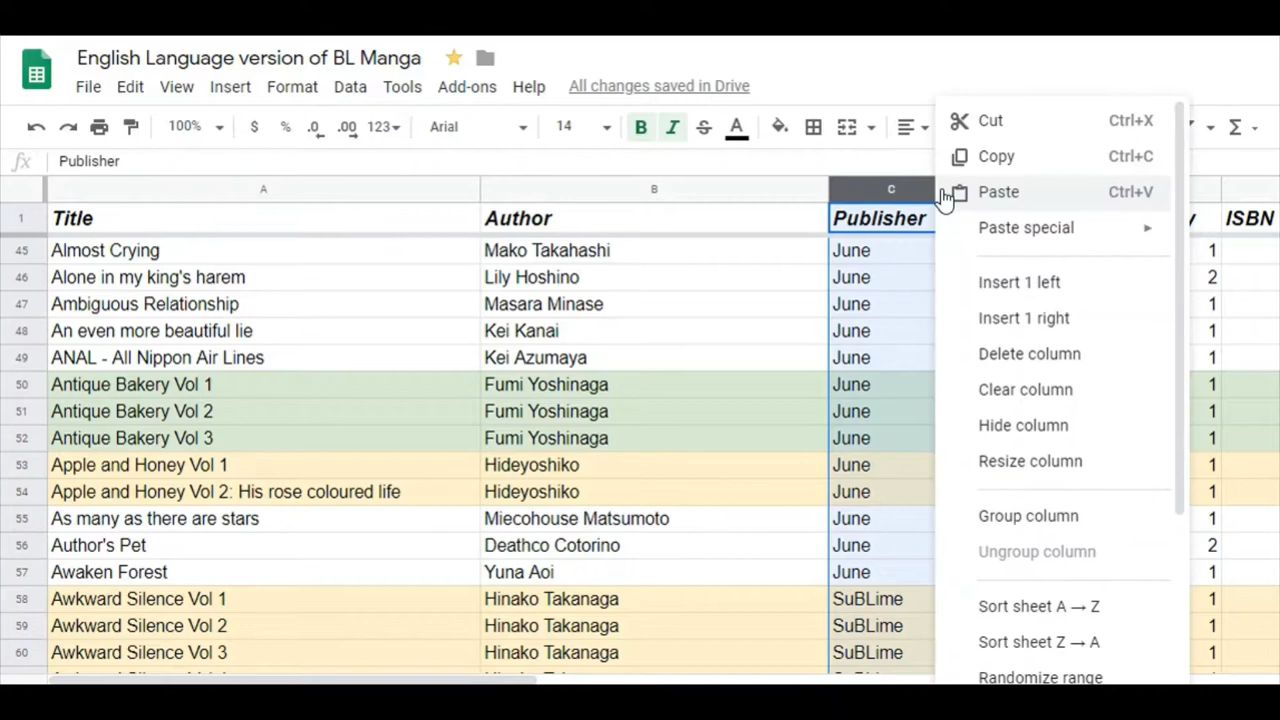 English Language version of BL Manga
File Edit View Insert Format Data Tools Add-ons Help All changes saved in Drive
100% $ % .0 .00 123 Arial 14 B I S A Σ
fx Publisher
A B C
1 Title Author Publisher y ISBN
45 Almost Crying Mako Takahashi June 1
46 Alone in my king's harem Lily Hoshino June 2
47 Ambiguous Relationship Masara Minase June 1
48 An even more beautiful lie Kei Kanai June 1
49 ANAL - All Nippon Air Lines Kei Azumaya June 1
50 Antique Bakery Vol 1 Fumi Yoshinaga June 1
51 Antique Bakery Vol 2 Fumi Yoshinaga June 1
52 Antique Bakery Vol 3 Fumi Yoshinaga June 1
53 Apple and Honey Vol 1 Hideyoshiko June 1
54 Apple and Honey Vol 2: His rose coloured life Hideyoshiko June 1
55 As many as there are stars Miecohouse Matsumoto June 1
56 Author's Pet Deathco Cotorino June 2
57 Awaken Forest Yuna Aoi June 1
58 Awkward Silence Vol 1 Hinako Takanaga SuBLime 1
59 Awkward Silence Vol 2 Hinako Takanaga SuBLime 1
60 Awkward Silence Vol 3 Hinako Takanaga SuBLime 1
Cut Ctrl+X
Copy Ctrl+C
Paste Ctrl+V
Paste special
Insert 1 left
Insert 1 right
Delete column
Clear column
Hide column
Resize column
Group column
Ungroup column
Sort sheet A → Z
Sort sheet Z → A
Randomize range